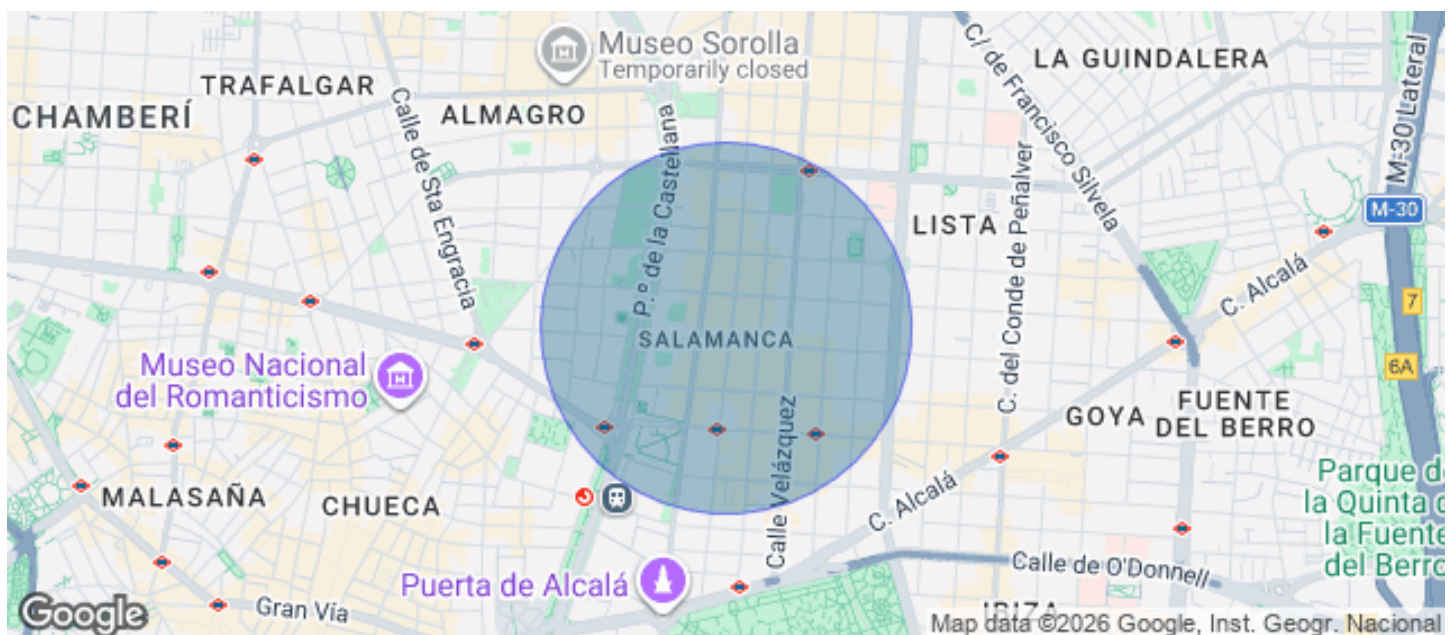 Museo Sorolla
Temporarily closed
LA GUINDALERA
TRAFALGAR
CHAMBERÍ
ALMAGRO
C/ de Francisco Silvela
M-30 Lateral
Calle de Sta Engracia
P.º de la Castellana
C. del Conde de Peñalver
M-30
LISTA
C. Alcalá
7
SALAMANCA
6A
Museo Nacional
del Romanticismo
Calle Velázquez
GOYA
FUENTE
DEL BERRO
MALASAÑA
CHUECA
C. Alcalá
Parque d
la Quinta
la Fuente
del Berro
Calle de O'Donnell
Puerta de Alcalá
Gran Vía
IBIZA
Google
Map data ©2026 Google, Inst. Geogr. Nacional